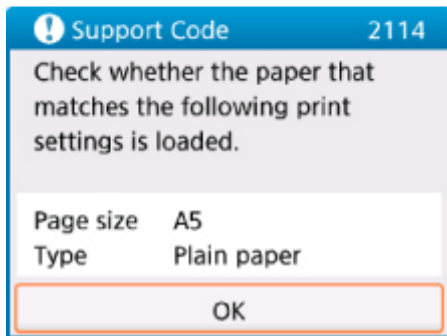 Support Code 2114
Check whether the paper that
matches the following print
settings is loaded.
Page size A5
Type Plain paper
OK